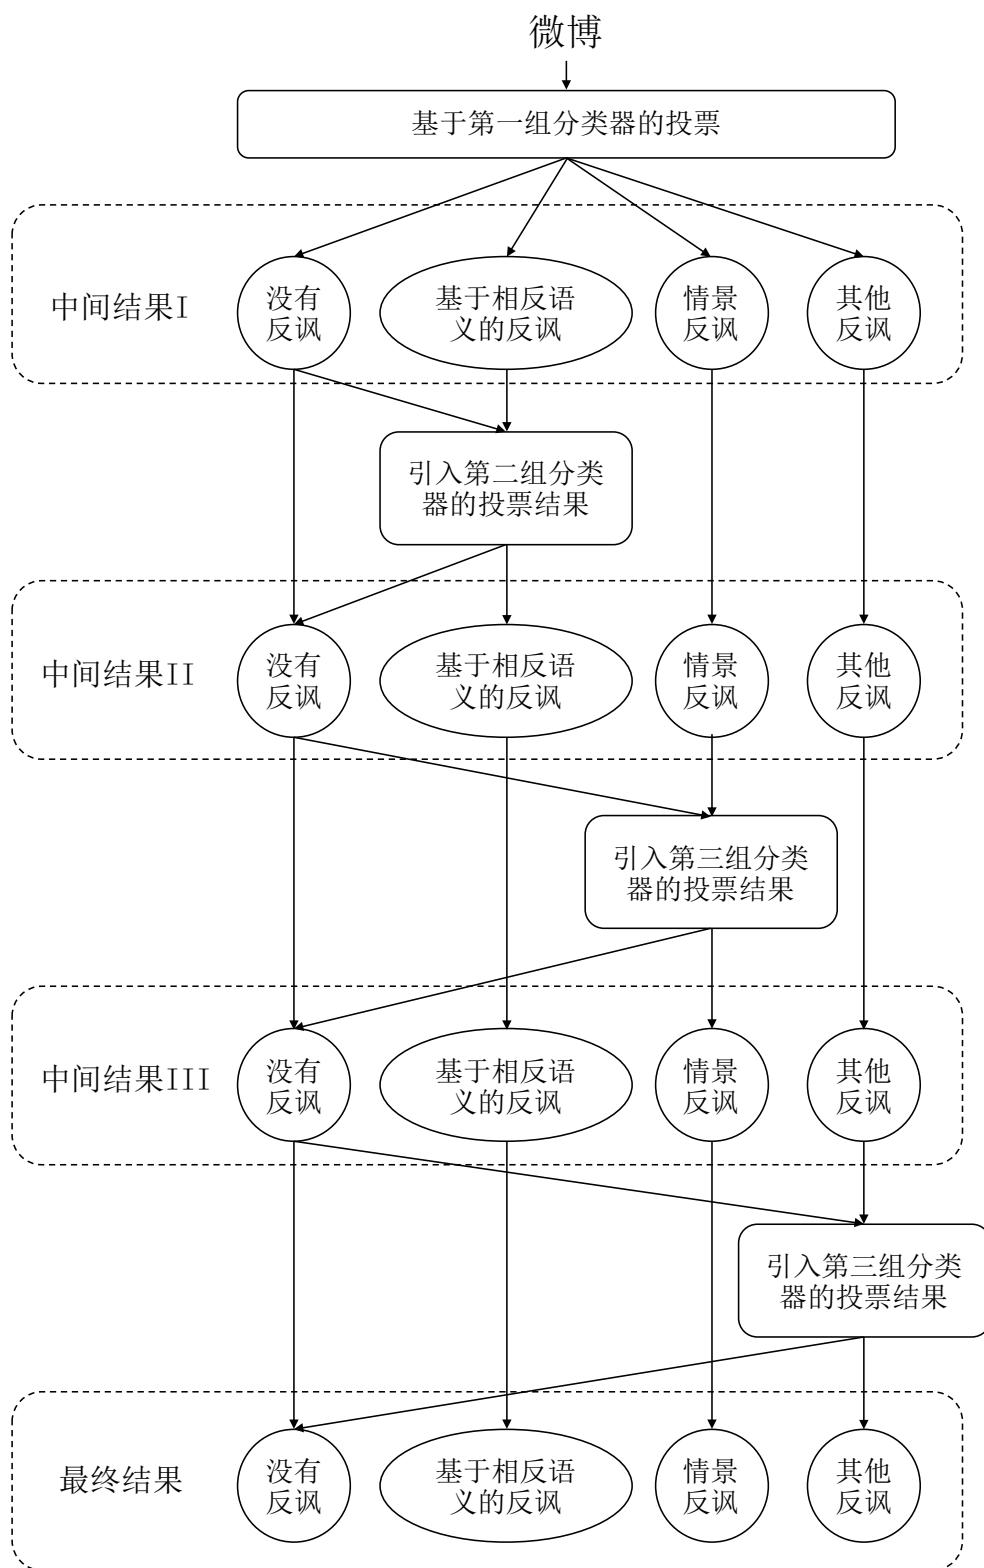 微博
基于第一组分类器的投票
中间结果I
没有
反讽
基于相反语
义的反讽
情景
反讽
其他
反讽
引入第二组分类
器的投票结果
中间结果II
没有
反讽
基于相反语
义的反讽
情景
反讽
其他
反讽
引入第三组分类
器的投票结果
中间结果III
没有
反讽
基于相反语
义的反讽
情景
反讽
其他
反讽
引入第三组分类
器的投票结果
最终结果
没有
反讽
基于相反语
义的反讽
情景
反讽
其他
反讽